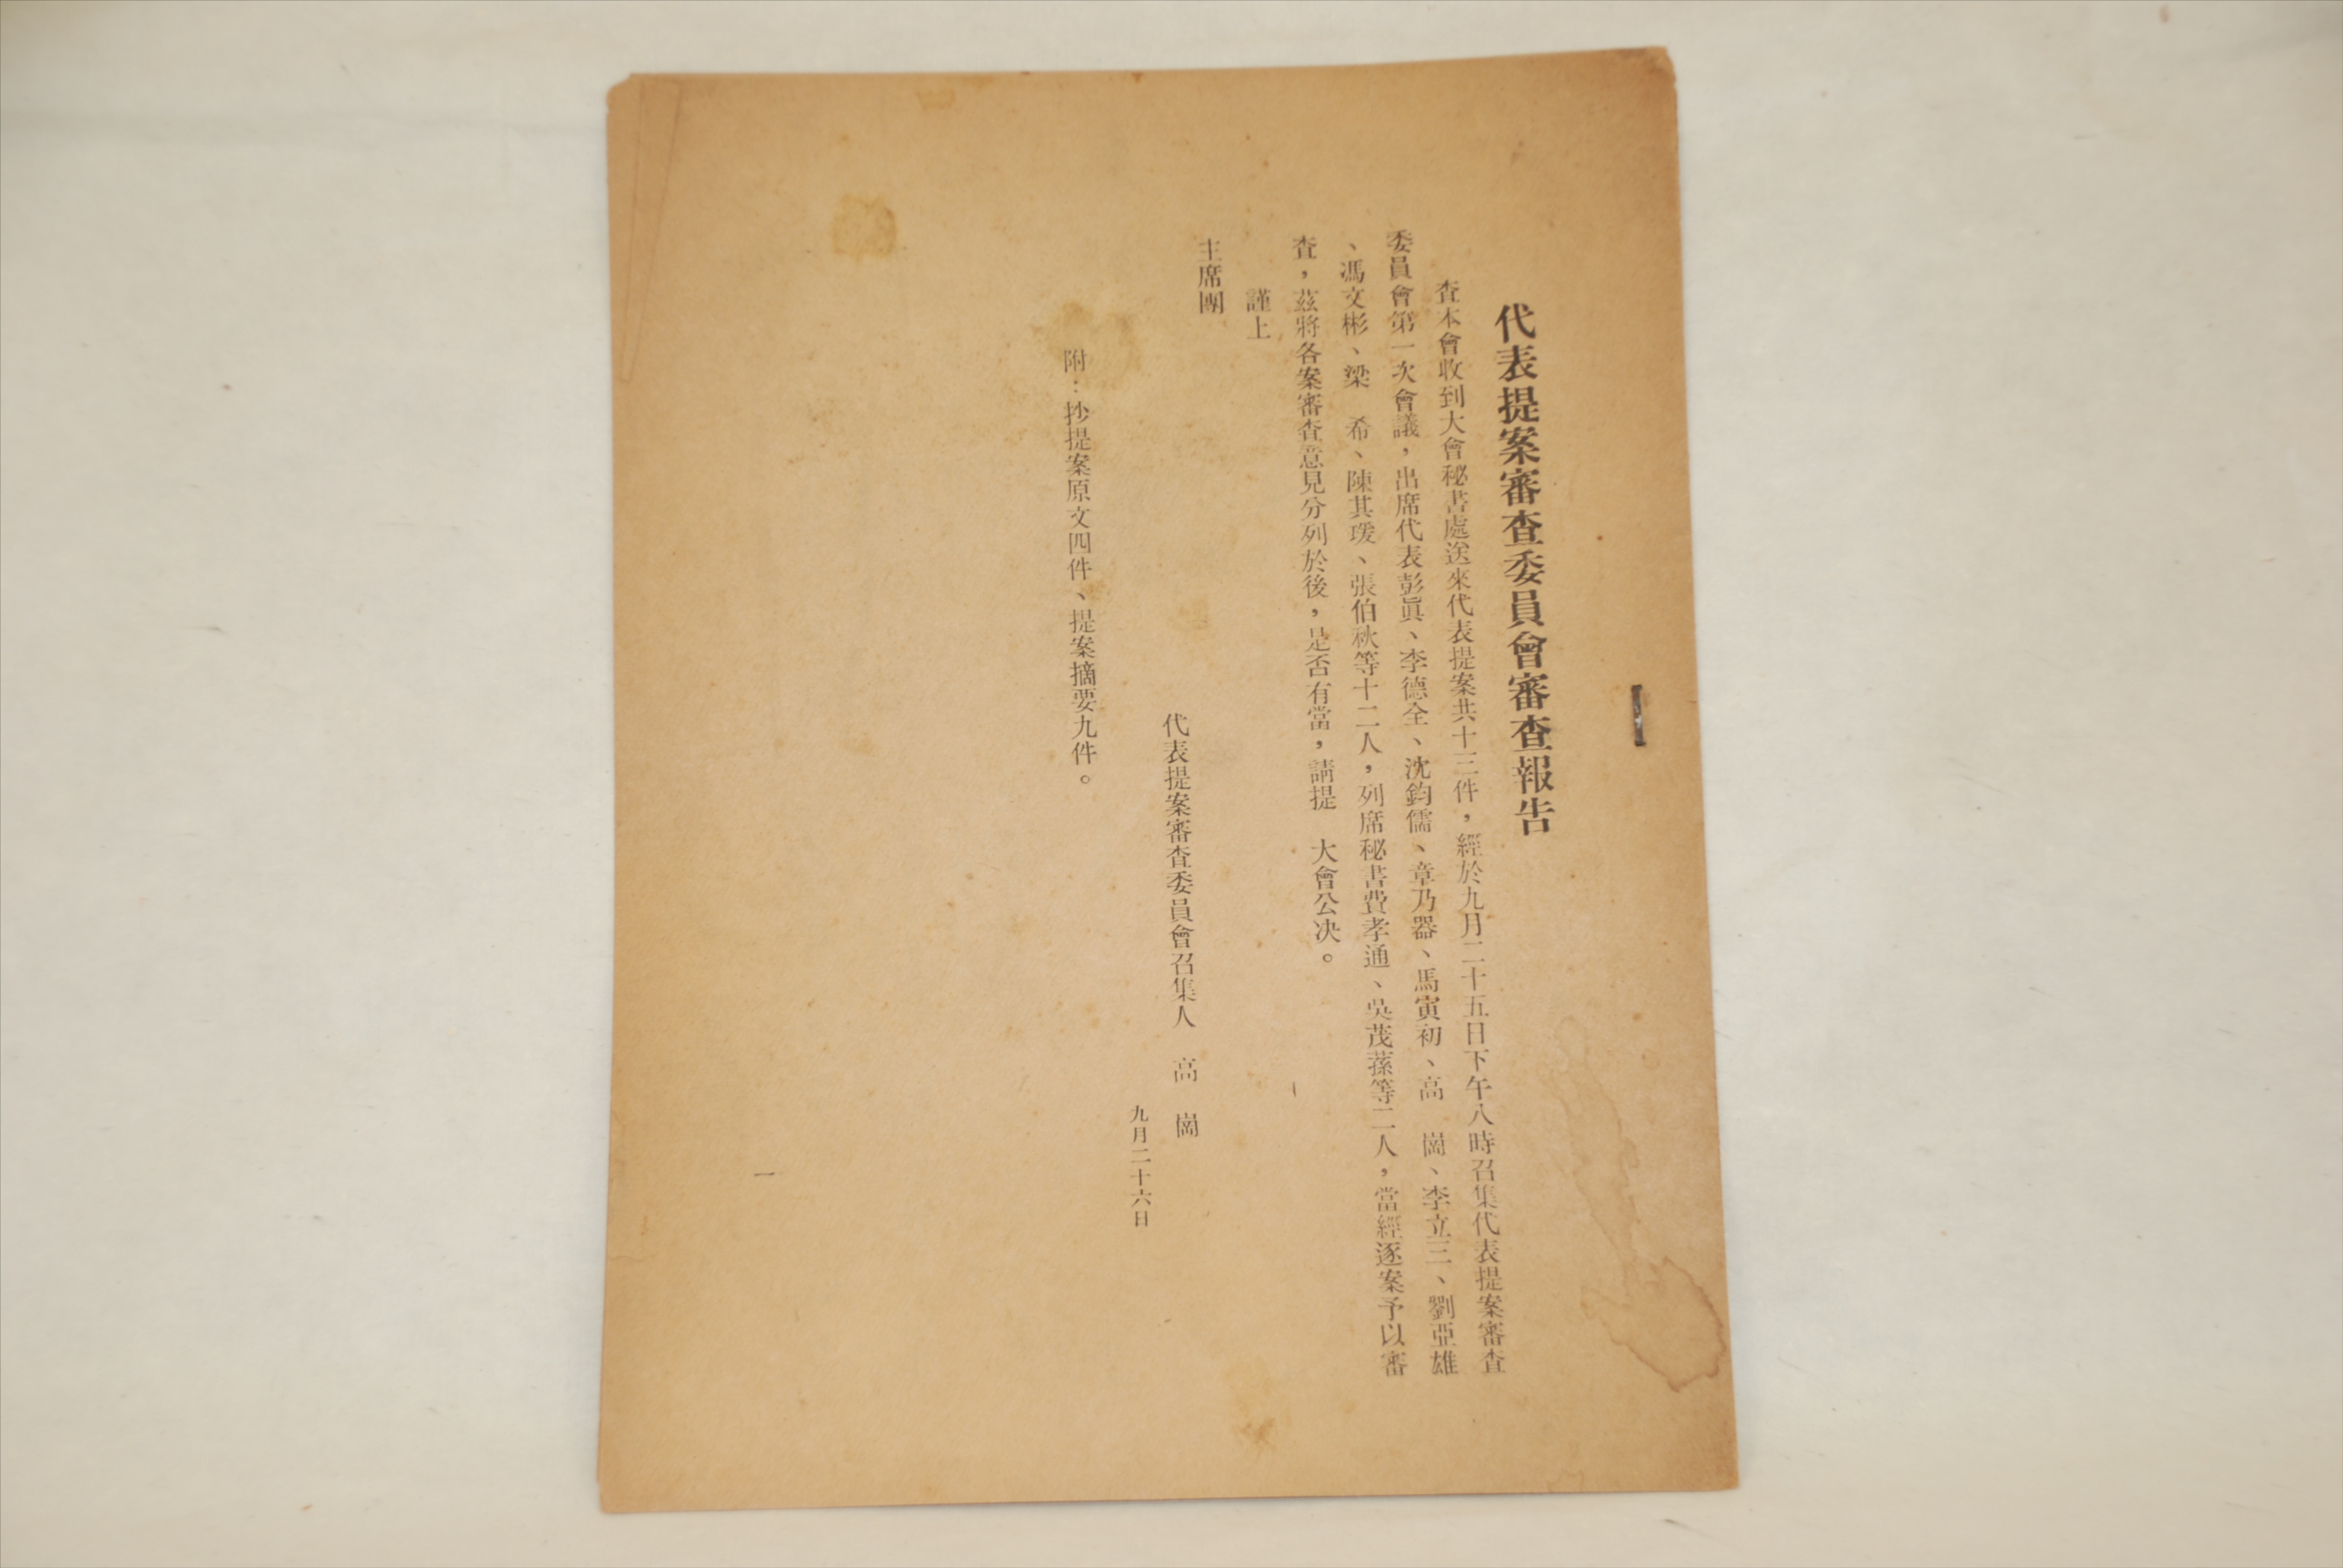 代表提案審查委員會審查報告
查本會收到大會秘書處送來代表提案共十三件，經於九月二十五日下午八時召集代表提案審查
委員會第一次會議，出席代表彭眞、李德全、沈鈞儒、章乃器、馬寅初、高　崗、李立三、劉亞雄
、馮文彬、梁　希、陳其瑗、張伯秋等十二人，列席秘書費孝通、吳茂蓀等二人，當經逐案予以審
查，茲將各案審查意見分列於後，是否有當，請提　大會公决。
謹上
主席團
代表提案審查委員會召集人　高　崗
九月二十六日
附：抄提案原文四件、提案摘要九件。
一